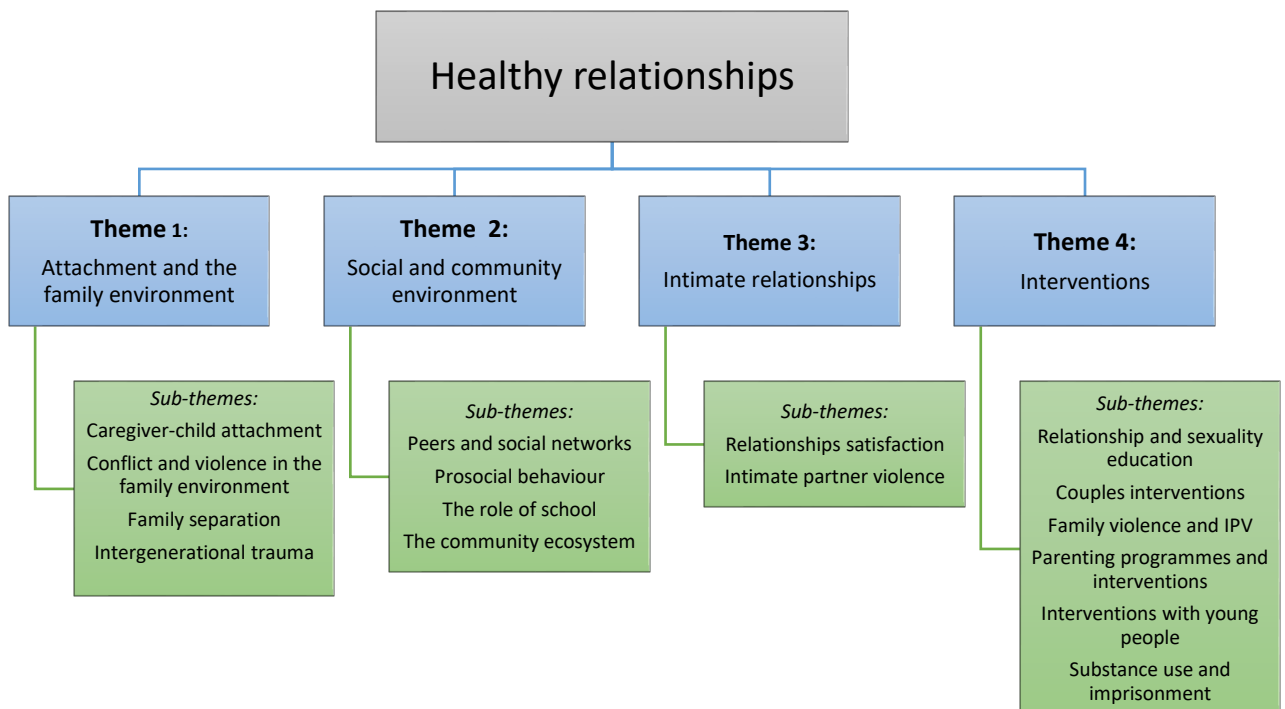 Healthy relationships
Theme 1:
Attachment and the
family environment
Sub-themes:
Caregiver-child attachment
Conflict and violence in the
family environment
Family separation
Intergenerational trauma
Theme 2:
Social and community
environment
Sub-themes:
Peers and social networks
Prosocial behaviour
The role of school
The community ecosystem
Theme 3:
Intimate relationships
Sub-themes:
Relationships satisfaction
Intimate partner violence
Theme 4:
Interventions
Sub-themes:
Relationship and sexuality
education
Couples interventions
Family violence and IPV
Parenting programmes and
interventions
Interventions with young
people
Substance use and
imprisonment